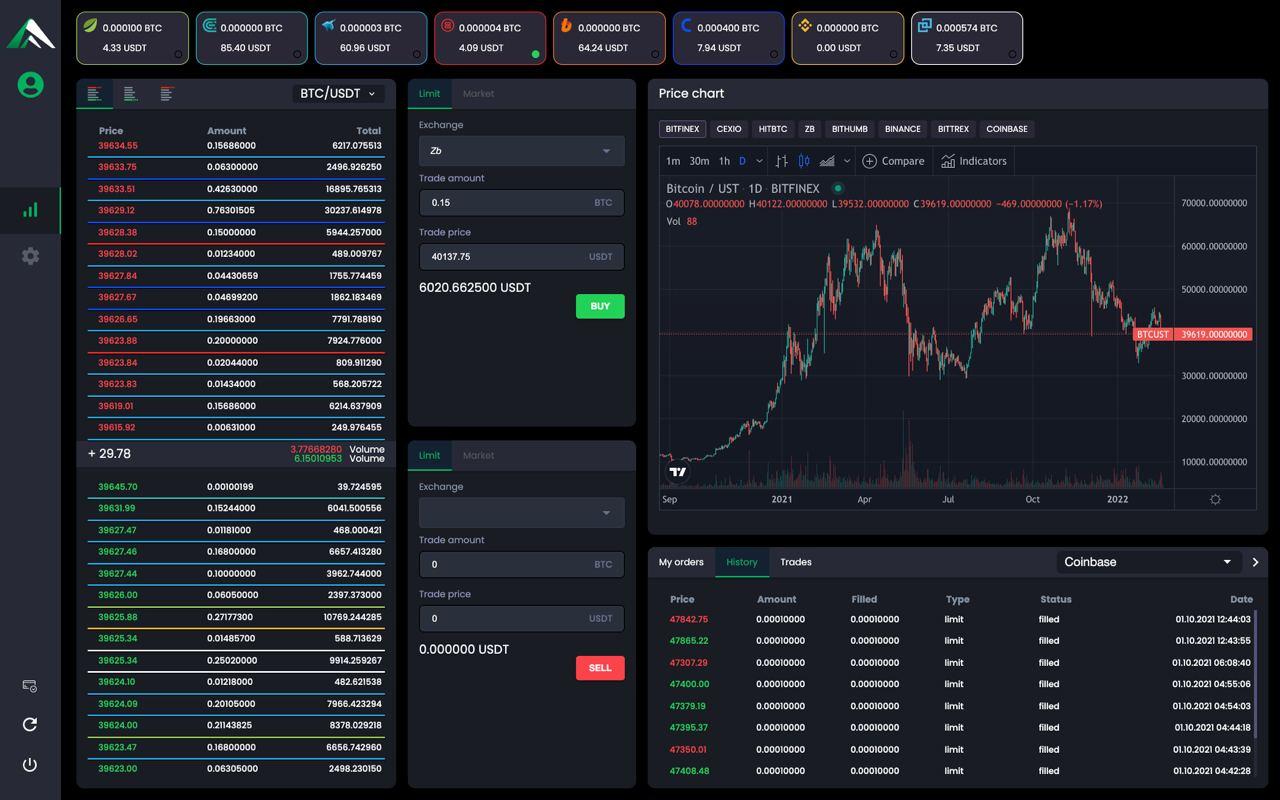 0.000100 BTC
4.33 USDT
0.000000 BTC
85.40 USDT
0.000003 BTC
60.96 USDT
0.000004 BTC
4.09 USDT
0.000000 BTC
64.24 USDT
0.000400 BTC
7.94 USDT
0.000000 BTC
0.00 USDT
0.000574 BTC
7.35 USDT
BTC/USDT
Price Amount Total
39634.55 0.15686000 6217.075513
39633.75 0.06300000 2496.926250
39633.51 0.42630000 16895.765313
39629.12 0.76301505 30237.614978
39628.38 0.15000000 5944.257000
39628.02 0.01234000 489.009767
39627.84 0.04430659 1755.774459
39627.67 0.04699200 1862.183469
39626.65 0.19663000 7791.788190
39623.88 0.20000000 7924.776000
39623.84 0.02044000 809.911290
39623.83 0.01434000 568.205722
39619.01 0.15686000 6214.637909
39615.92 0.00631000 249.976455
+ 29.78
3.77668280 Volume
6.15010953 Volume
39645.70 0.00100199 39.724595
39631.99 0.15244000 6041.500556
39627.47 0.01181000 468.000421
39627.46 0.16800000 6657.413280
39627.44 0.10000000 3962.744000
39626.00 0.06050000 2397.373000
39625.88 0.27177300 10769.244285
39625.34 0.01485700 588.713629
39625.34 0.25020000 9914.259267
39624.10 0.01218000 482.621538
39624.09 0.20105000 7966.423294
39624.00 0.21143825 8378.029218
39623.47 0.16800000 6656.742960
39623.00 0.06305000 2498.230150
Limit Market
Exchange
Zb
Trade amount
0.15 BTC
Trade price
40137.75 USDT
6020.662500 USDT
BUY
Limit Market
Exchange
Trade amount
0 BTC
Trade price
0 USDT
0.000000 USDT
SELL
Price chart
BITFINEX CEXIO HITBTC ZB BITHUMB BINANCE BITTREX COINBASE
1m 30m 1h D Compare Indicators
Bitcoin / UST · 1D · BITFINEX
O40078.00000000 H40122.00000000 L39532.00000000 C39619.00000000 −469.00000000 (−1.17%)
Vol 88
70000.00000000
60000.00000000
50000.00000000
BTCUST 39619.00000000
30000.00000000
20000.00000000
10000.00000000
Sep 2021 Apr Jul Oct 2022
My orders History Trades Coinbase
Price Amount Filled Type Status Date
47842.75 0.00010000 0.00010000 limit filled 01.10.2021 12:44:03
47865.22 0.00010000 0.00010000 limit filled 01.10.2021 12:43:55
47307.29 0.00010000 0.00010000 limit filled 01.10.2021 06:08:40
47400.00 0.00010000 0.00010000 limit filled 01.10.2021 04:55:06
47379.19 0.00010000 0.00010000 limit filled 01.10.2021 04:54:03
47395.37 0.00010000 0.00010000 limit filled 01.10.2021 04:44:18
47350.01 0.00010000 0.00010000 limit filled 01.10.2021 04:43:39
47408.48 0.00010000 0.00010000 limit filled 01.10.2021 04:42:28